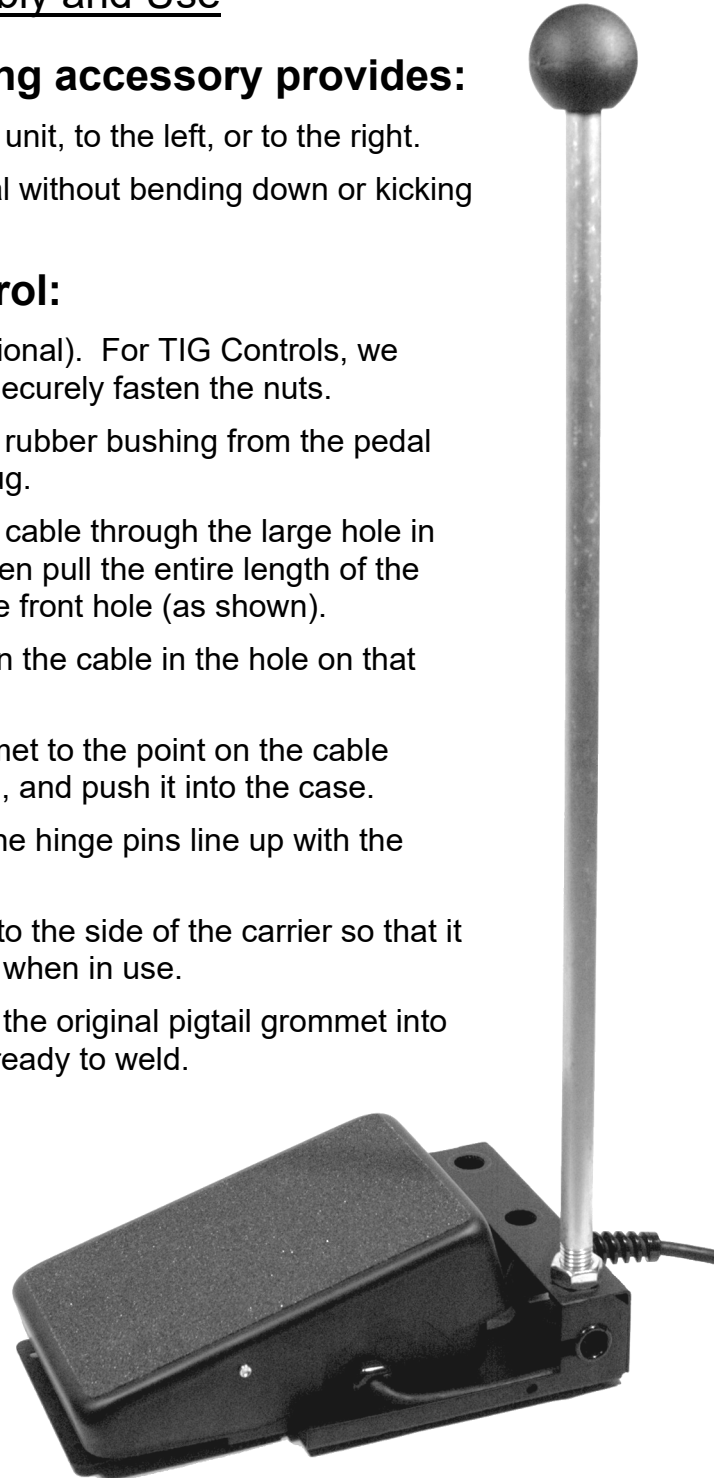 bly and Use
ng accessory provides:
unit, to the left, or to the right.
al without bending down or kicking
rol:
ional).  For TIG Controls, we
ecurely fasten the nuts.
rubber bushing from the pedal
ug.
cable through the large hole in
en pull the entire length of the
e front hole (as shown).
n the cable in the hole on that
met to the point on the cable
, and push it into the case.
he hinge pins line up with the
to the side of the carrier so that it
when in use.
the original pigtail grommet into
ready to weld.